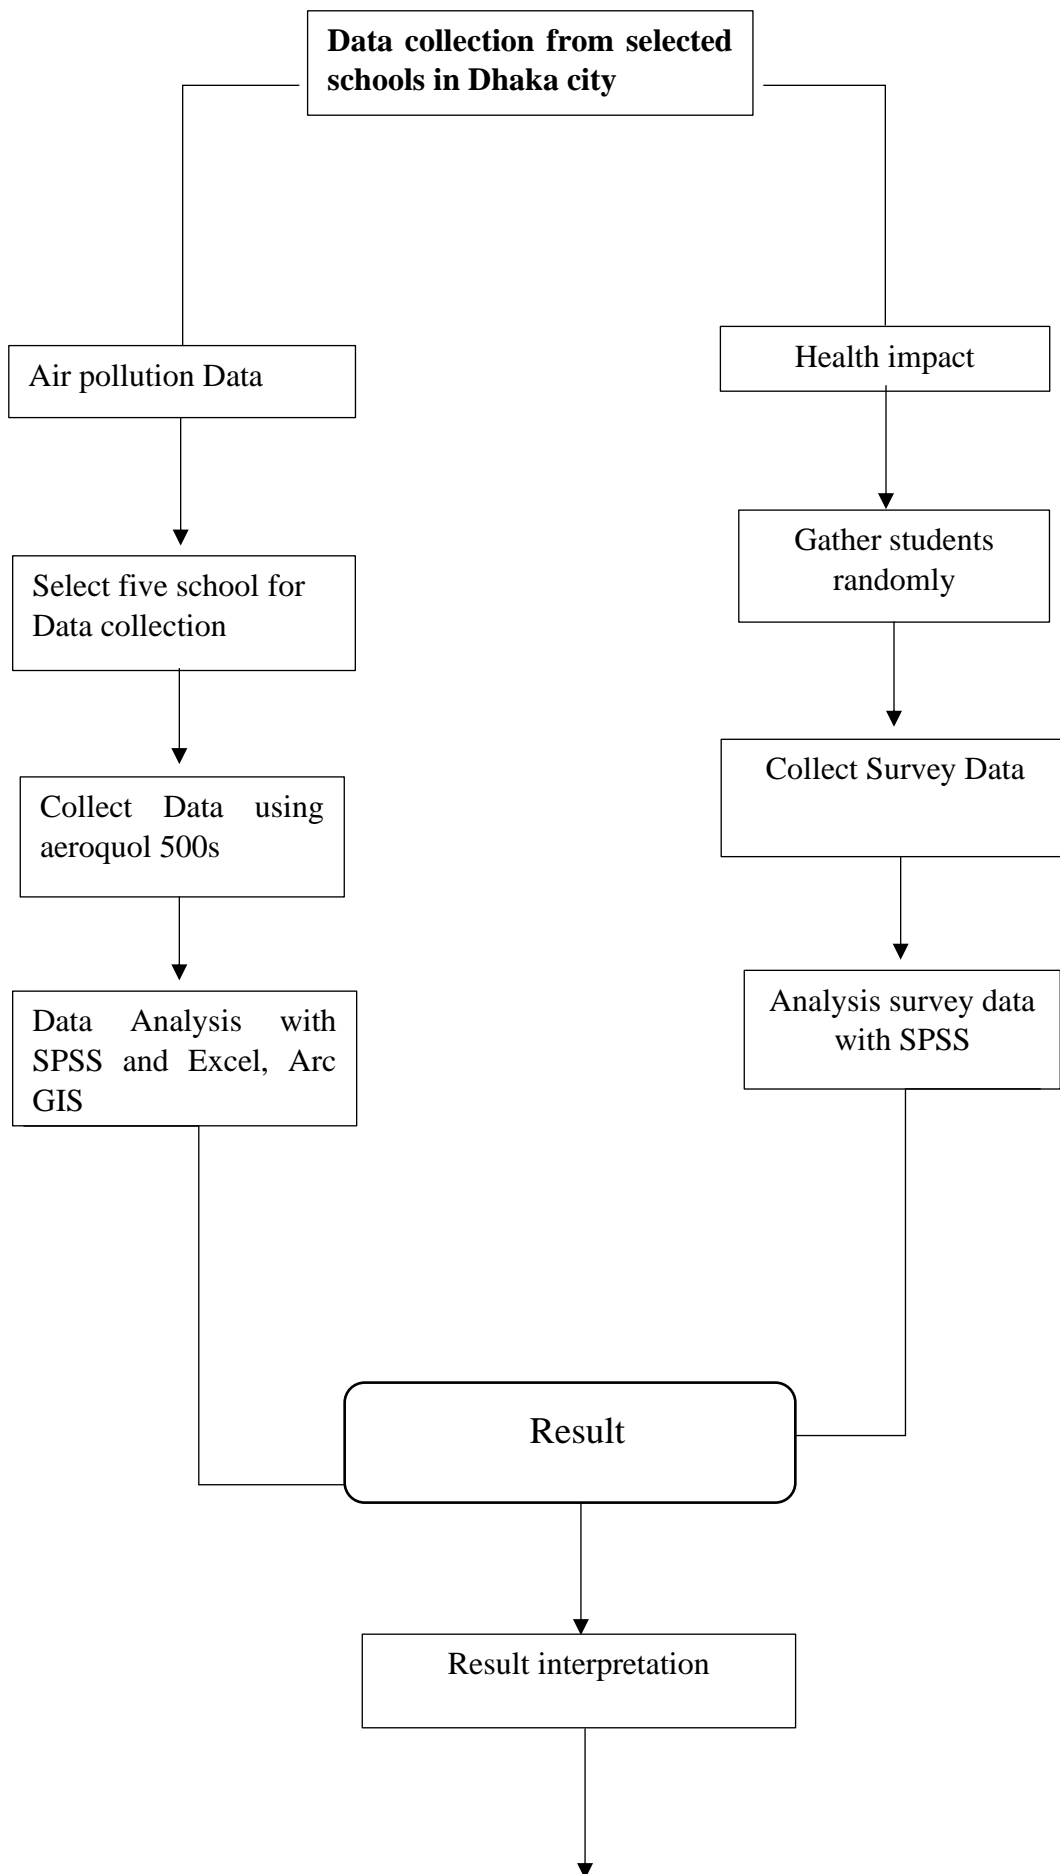 Data collection from selected
schools in Dhaka city
Air pollution Data
Health impact
Select five school for
Data collection
Gather students
randomly
Collect Data using
aeroquol 500s
Collect Survey Data
Data Analysis with
SPSS and Excel, Arc
GIS
Analysis survey data
with SPSS
Result
Result interpretation